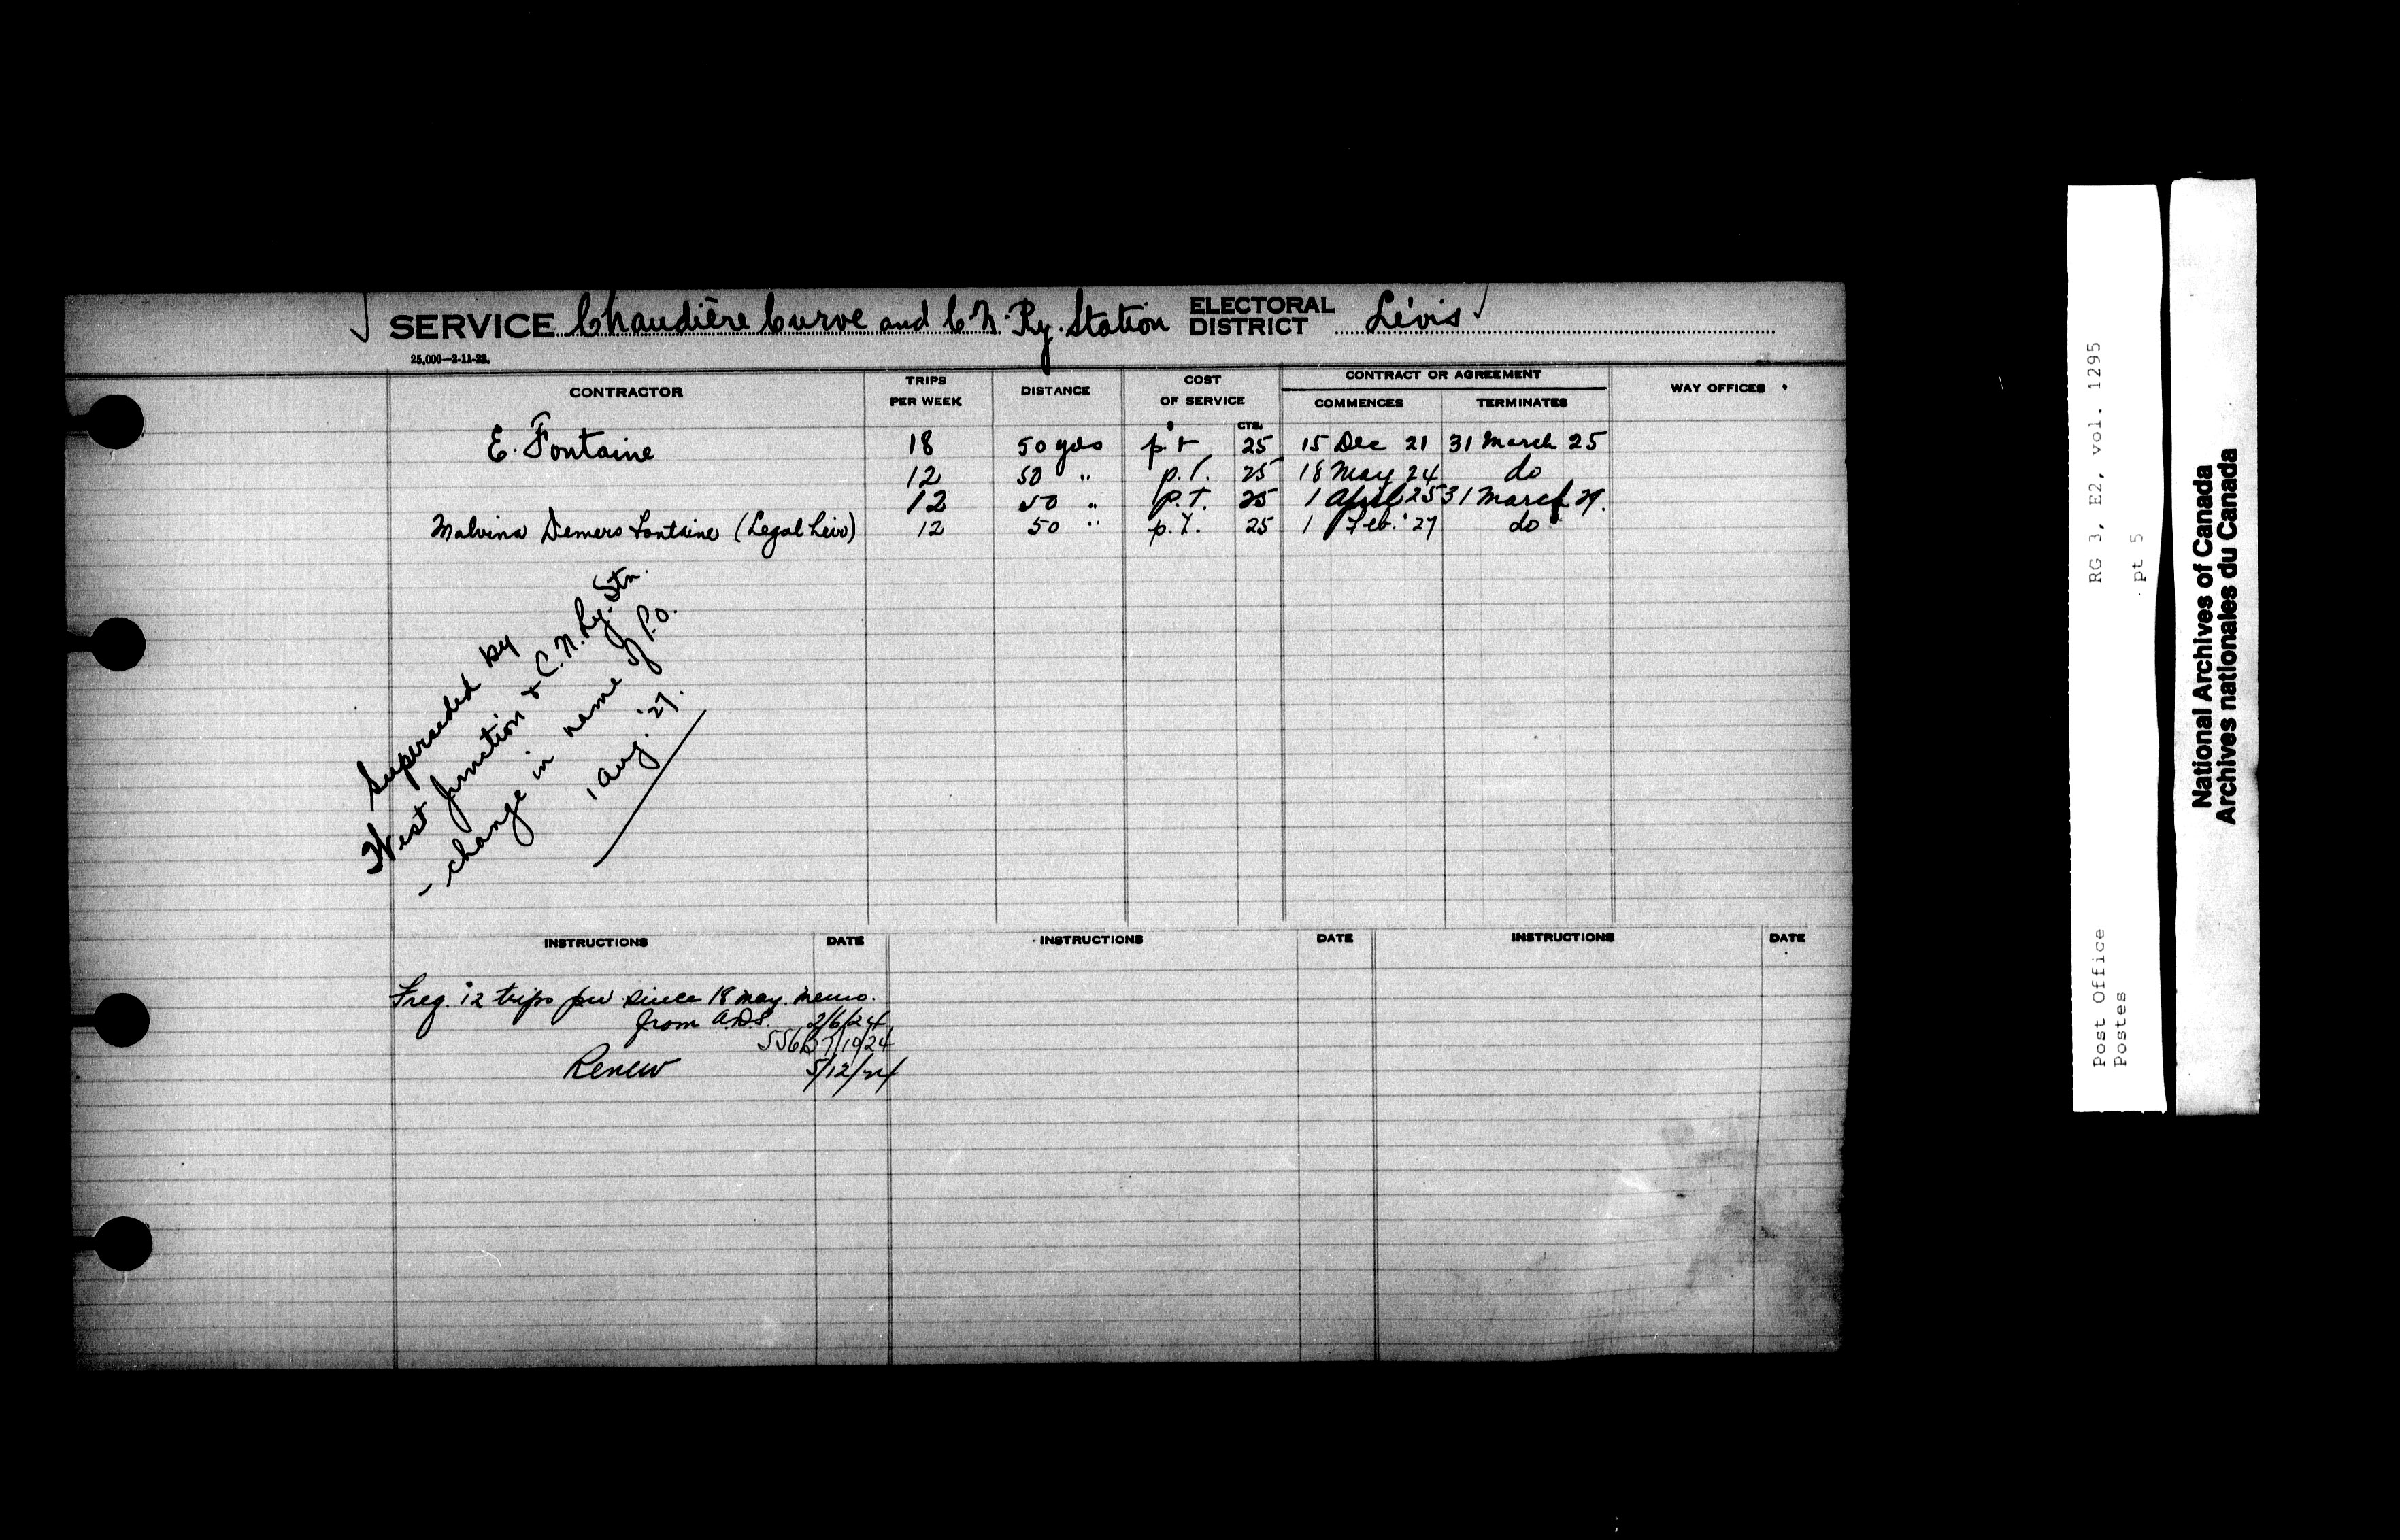 SERVICE Chaudière Curve and C.N. Ry. Station ELECTORAL DISTRICT Lévis
25,000—2-11-22.
CONTRACTOR TRIPS PER WEEK DISTANCE COST OF SERVICE CONTRACT OR AGREEMENT WAY OFFICES
COMMENCES TERMINATES
CTS.
E. Fontaine 18 50 yds p.t 25 15 Dec 21 31 March 25
12 50 " p.t. 25 18 May 24 do
12 50 " p.T. 25 1 April 25 31 March 29.
Malvina Demers Fontaine (Legal heir) 12 50 " p.t. 25 1 Feb. '27 do
Superseded by
West Junction & C.N.Ry. Stn.
- change in name of P.O.
1 Aug. '27.
INSTRUCTIONS DATE INSTRUCTIONS DATE INSTRUCTIONS DATE
Freq. 12 trips pw since 18 may. memo.
from A.D.S. 2/6/24
556B 7/10/24
Renew 5/12/24
RG 3, E2, vol. 1295
pt 5
Post Office
Postes
National Archives of Canada
Archives nationales du Canada